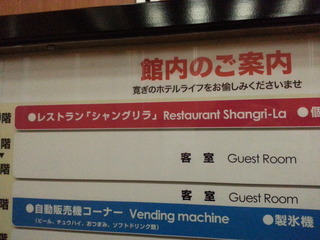 館内のご案内
寛ぎのホテルライフをお愉しみくださいませ
階 ●レストラン「シャングリラ」 Restaurant Shangri-La ●個
階 客 室 Guest Room
階 客 室 Guest Room
階 ●自動販売機コーナー Vending machine ●製氷機
(ビール、チュウハイ、おつまみ、ソフトドリンク類)